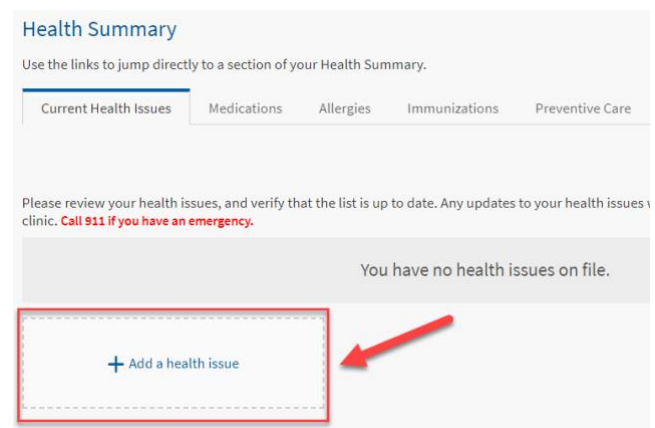 Health Summary
Use the links to jump directly to a section of your Health Summary.
Current Health Issues Medications Allergies Immunizations Preventive Care
Please review your health issues, and verify that the list is up to date. Any updates to your health issues
clinic. Call 911 if you have an emergency.
You have no health issues on file.
+ Add a health issue